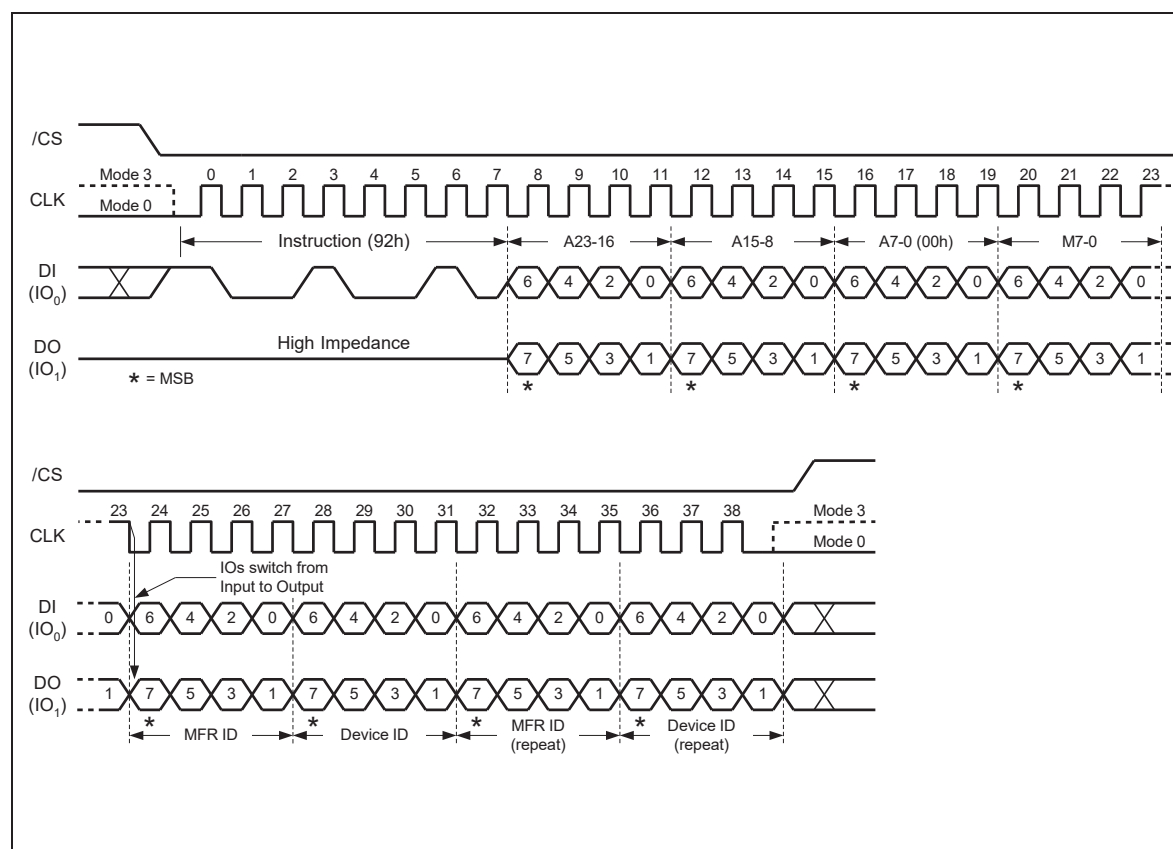 /CS
Mode 3
0 1 2 3 4 5 6 7 8 9 10 11 12 13 14 15 16 17 18 19 20 21 22 23
CLK
Mode 0
Instruction (92h) A23-16 A15-8 A7-0 (00h) M7-0
DI
(IO0)
6 4 2 0 6 4 2 0 6 4 2 0 6 4 2 0
High Impedance
DO
(IO1)
7 5 3 1 7 5 3 1 7 5 3 1 7 5 3 1
* = MSB
* * * *
/CS
23 24 25 26 27 28 29 30 31 32 33 34 35 36 37 38
Mode 3
CLK
Mode 0
IOs switch from
Input to Output
DI
(IO0)
0 6 4 2 0 6 4 2 0 6 4 2 0 6 4 2 0
DO
(IO1)
1 7 5 3 1 7 5 3 1 7 5 3 1 7 5 3 1
* * * *
MFR ID Device ID MFR ID
(repeat)
Device ID
(repeat)